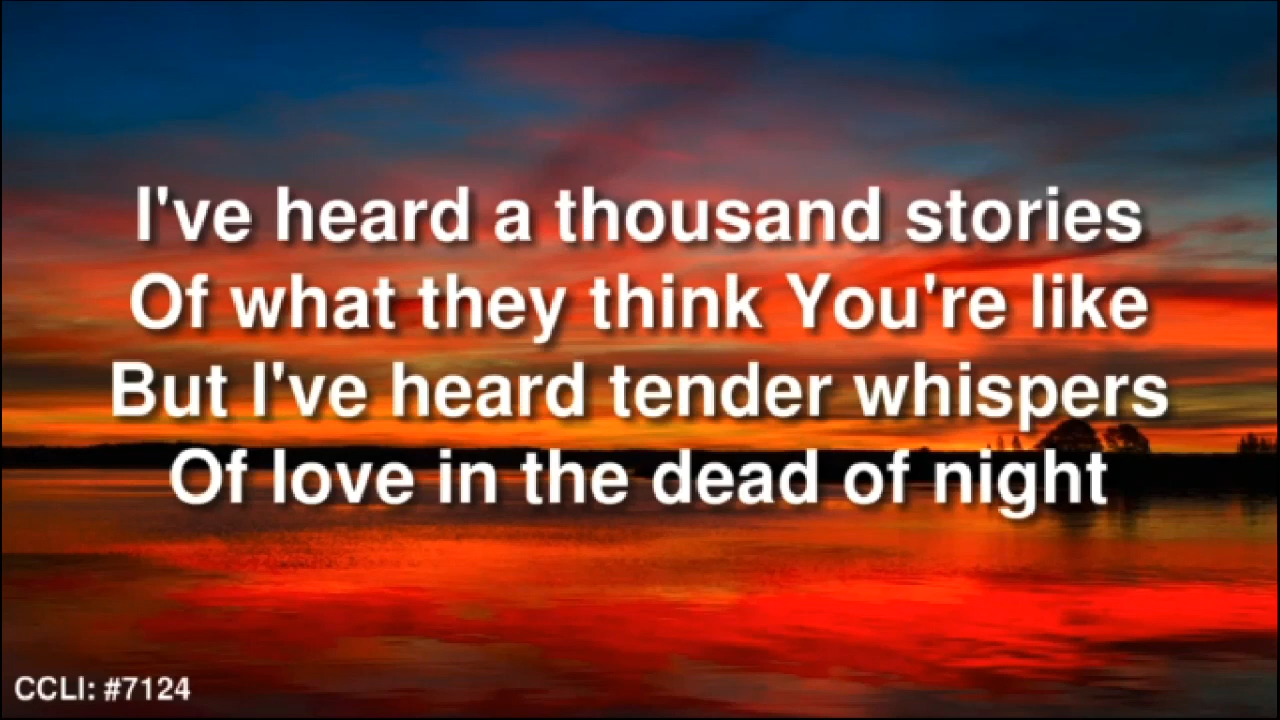 I've heard a thousand stories
Of what they think You're like
But I've heard tender whispers
Of love in the dead of night
CCLI: #7124